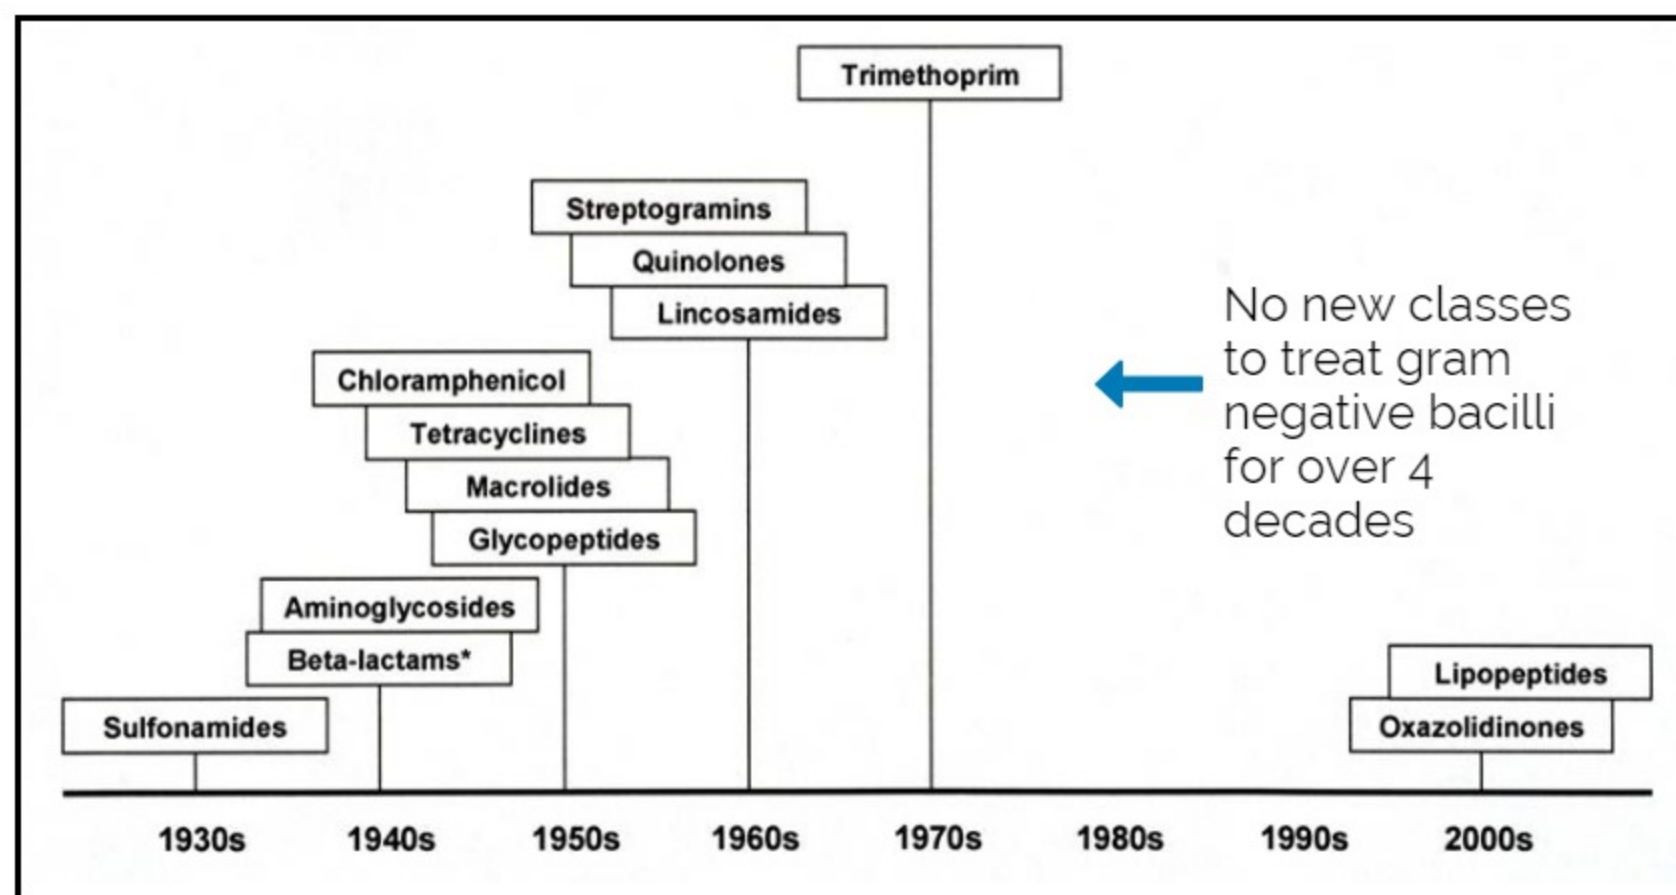 Trimethoprim
Streptogramins
Quinolones
Lincosamides
No new classes
to treat gram
negative bacilli
for over 4
decades
Chloramphenicol
Tetracyclines
Macrolides
Glycopeptides
Aminoglycosides
Beta-lactams*
Sulfonamides
Lipopeptides
Oxazolidinones
1930s 1940s 1950s 1960s 1970s 1980s 1990s 2000s